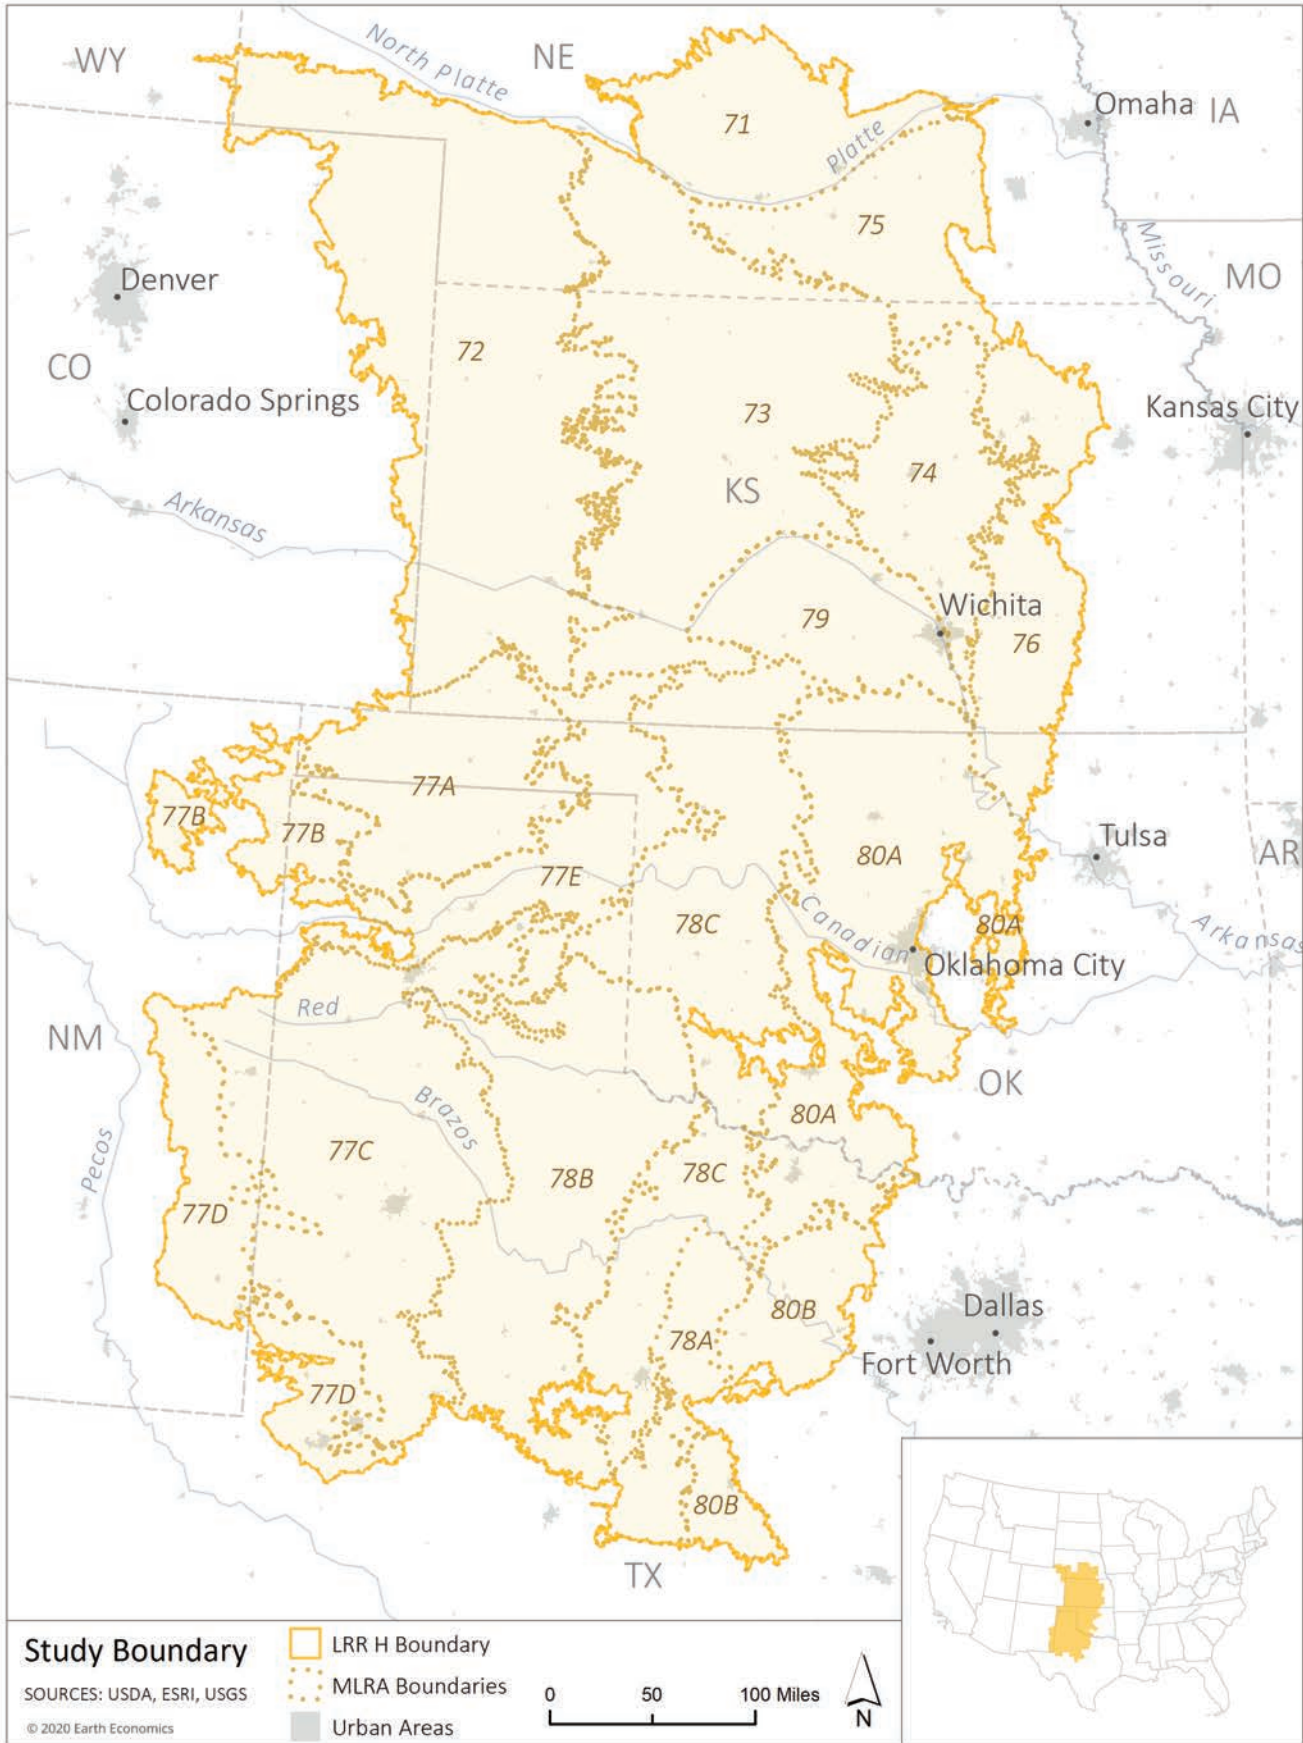 WY
North Platte
NE
71
Omaha
IA
Platte
75
Missouri
MO
Denver
CO
72
Colorado Springs
73
Kansas City
74
KS
Arkansas
79
Wichita
76
77A
77B
77B
Tulsa
80A
AR
77E
78C
Canadian
80A
Arkansas
Oklahoma City
Red
NM
OK
Brazos
80A
Pecos
77C
78B
78C
77D
Dallas
80B
78A
Fort Worth
77D
80B
TX
Study Boundary
SOURCES: USDA, ESRI, USGS
© 2020 Earth Economics
LRR H Boundary
MLRA Boundaries
Urban Areas
0 50 100 Miles
N